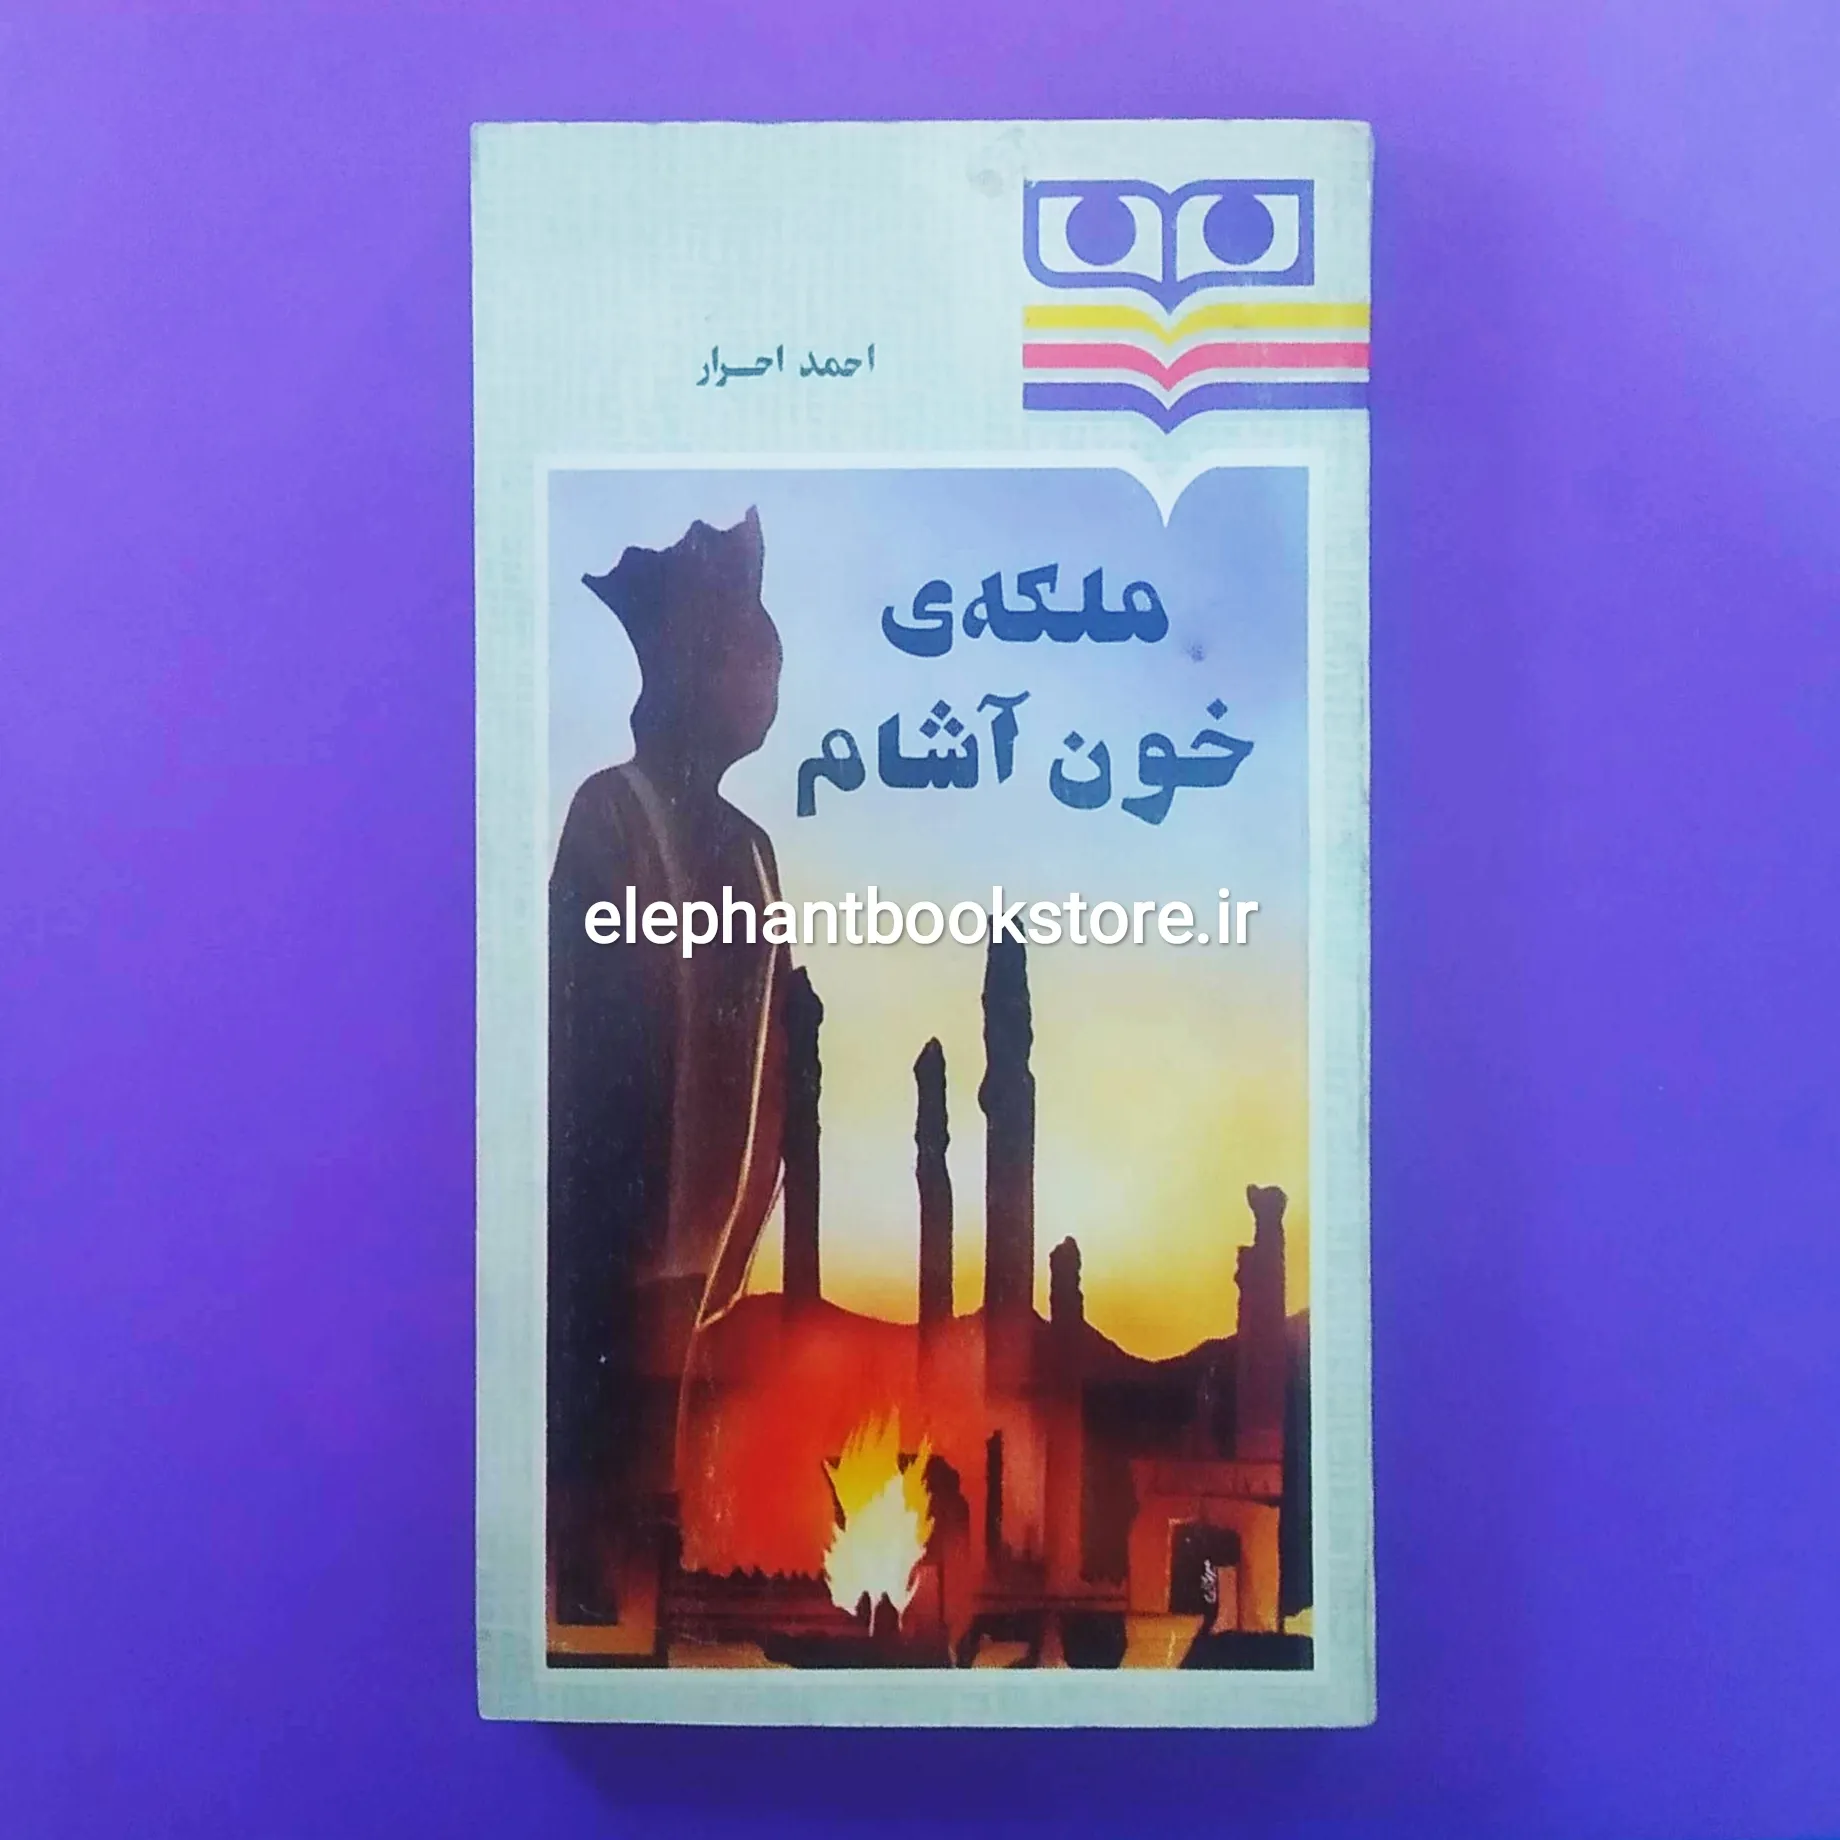 احمد احرار
ملکه‌ی
خون آشام
elephantbookstore.ir